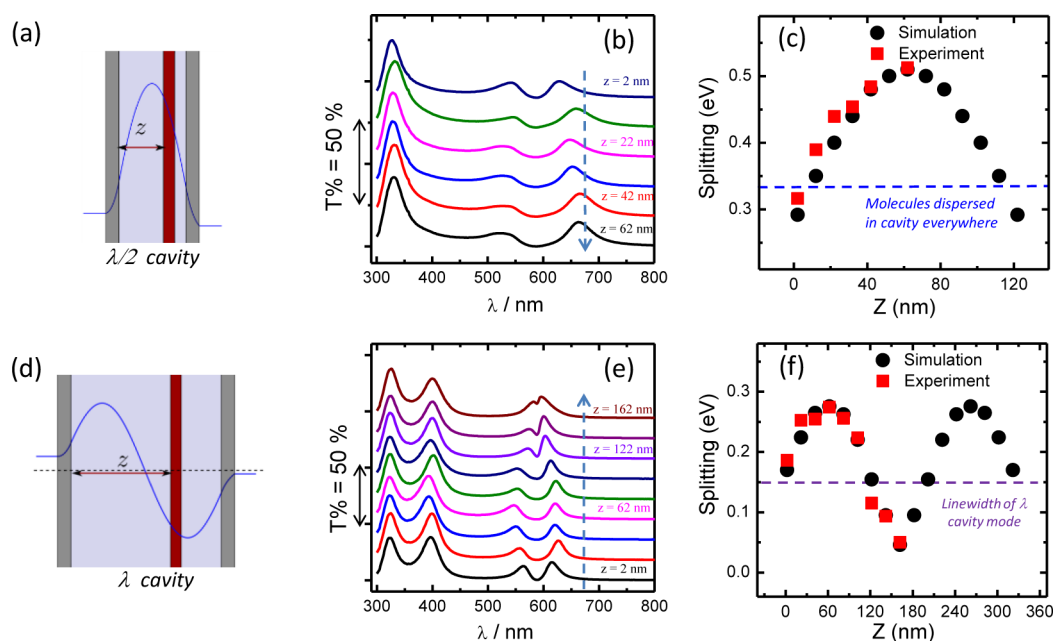 (a)
z
λ/2 cavity
(b)
T% = 50 %
z = 2 nm
z = 22 nm
z = 42 nm
z = 62 nm
300 400 500 600 700 800
λ / nm
(c)
Simulation
Experiment
Splitting (eV)
0.5
0.4
0.3
Molecules dispersed
in cavity everywhere
0 40 80 120
Z (nm)
(d)
z
λ cavity
(e)
T% = 50 %
z = 162 nm
z = 122 nm
z = 62 nm
z = 2 nm
300 400 500 600 700 800
λ / nm
(f)
Simulation
Experiment
Splitting (eV)
0.3
0.2
0.1
0.0
Linewidth of λ
cavity mode
0 60 120 180 240 300 360
Z (nm)